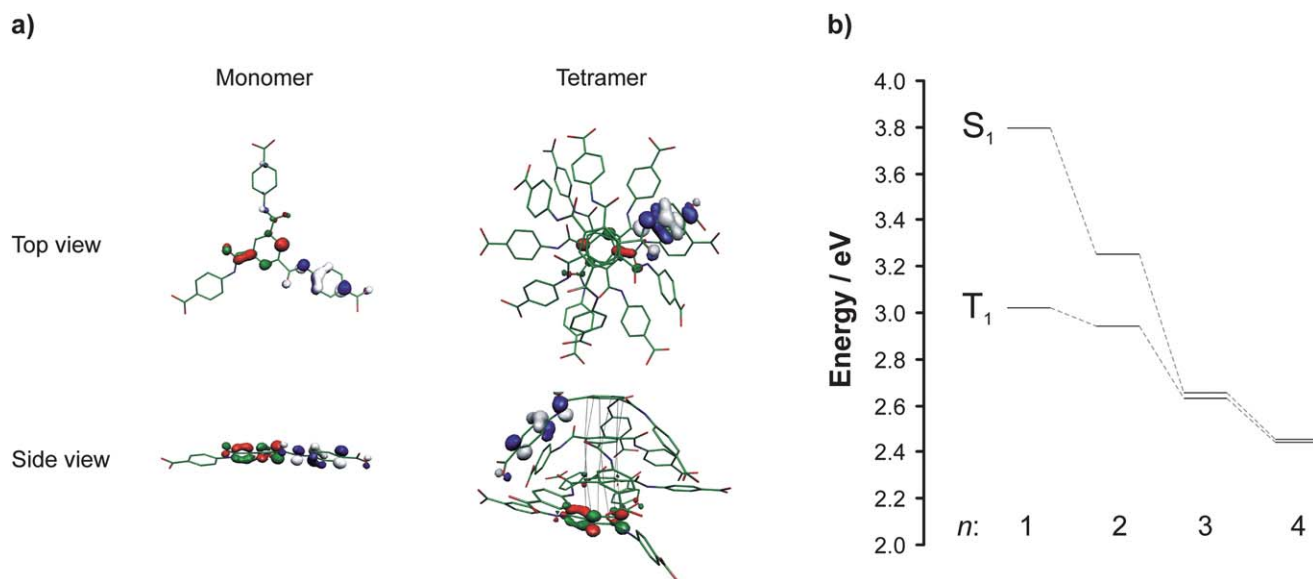 a)
Monomer
Tetramer
Top view
Side view
b)
Energy / eV
4.0
3.8
3.6
3.4
3.2
3.0
2.8
2.6
2.4
2.2
2.0
S₁
T₁
n: 1 2 3 4